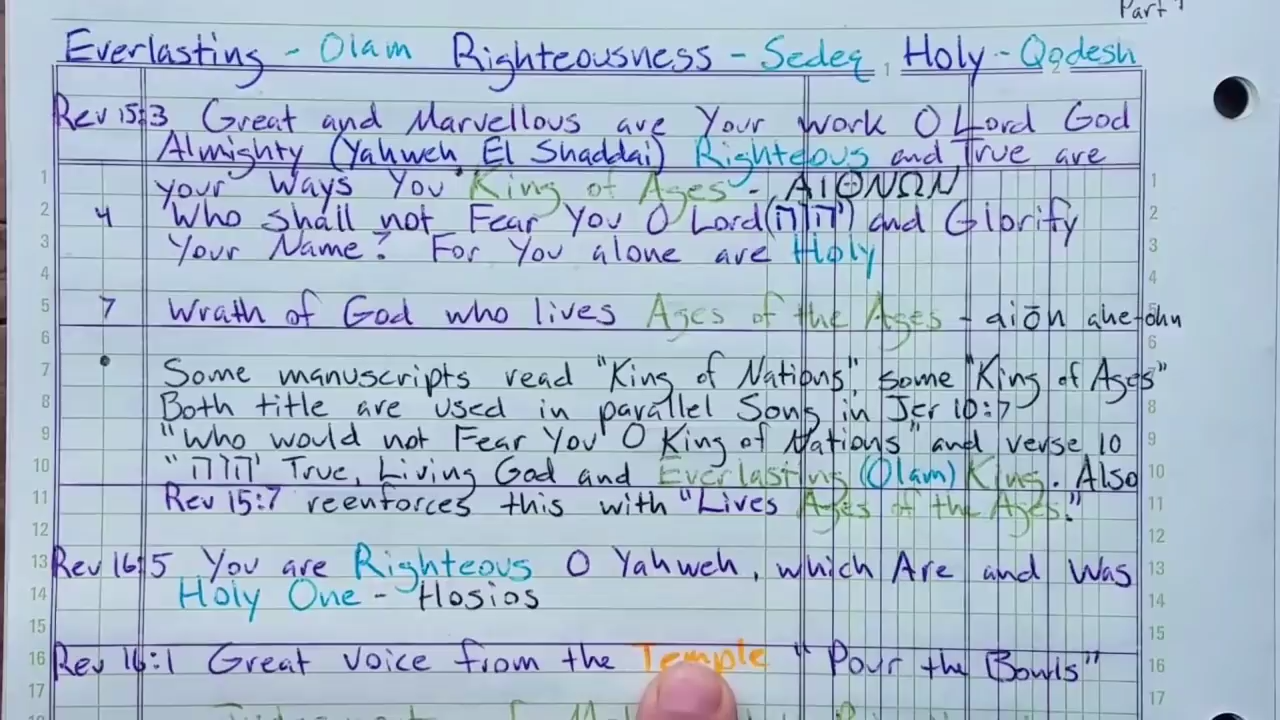 Part
Everlasting - Olam Righteousness - Sedeq, Holy - Qodesh
Rev 15:3 Great and Marvellous are Your work O Lord God
Almighty (Yahweh El Shaddai) Righteous and True are
1 your Ways You King of Ages - ΑΙΘΝΩΝ 1
2 4 Who shall not Fear You O Lord (יהוה) and Glorify 2
3 Your Name? For You alone are Holy 3
4 4
5 7 Wrath of God who lives Ages of the Ages - aiōn ahe-ohn 5
6 6
7 • Some manuscripts read "King of Nations", some "King of Ages"
8 Both title are used in parallel Song in Jer 10:7 8
9 "Who would not Fear You O King of Nations" and verse 10 9
10 "יהוה True, Living God and Everlasting (Olam) King. Also
11 Rev 15:7 reenforces this with "Lives Ages of the Ages." 11
12 12
13 Rev 16:5 You are Righteous O Yahweh, which Are and Was 13
14 Holy One - Hosios 14
15 15
16 Rev 16:1 Great voice from the Temple " Pour the Bowls" 16
17 17